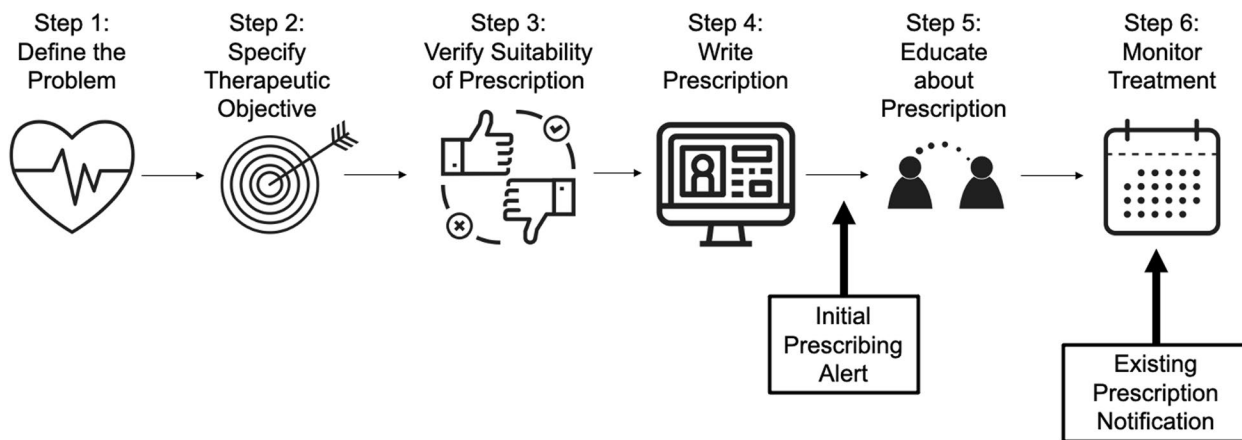 Step 1:
Define the
Problem
Step 2:
Specify
Therapeutic
Objective
Step 3:
Verify Suitability
of Prescription
Step 4:
Write
Prescription
Step 5:
Educate
about
Prescription
Step 6:
Monitor
Treatment
Initial
Prescribing
Alert
Existing
Prescription
Notification